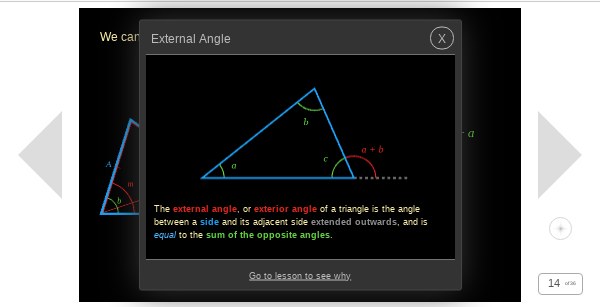 We can
External Angle
X
b
a + b
c
a
- a
A
m
b
The external angle, or exterior angle of a triangle is the angle
between a side and its adjacent side extended outwards, and is
equal to the sum of the opposite angles.
Go to lesson to see why
14 of 36